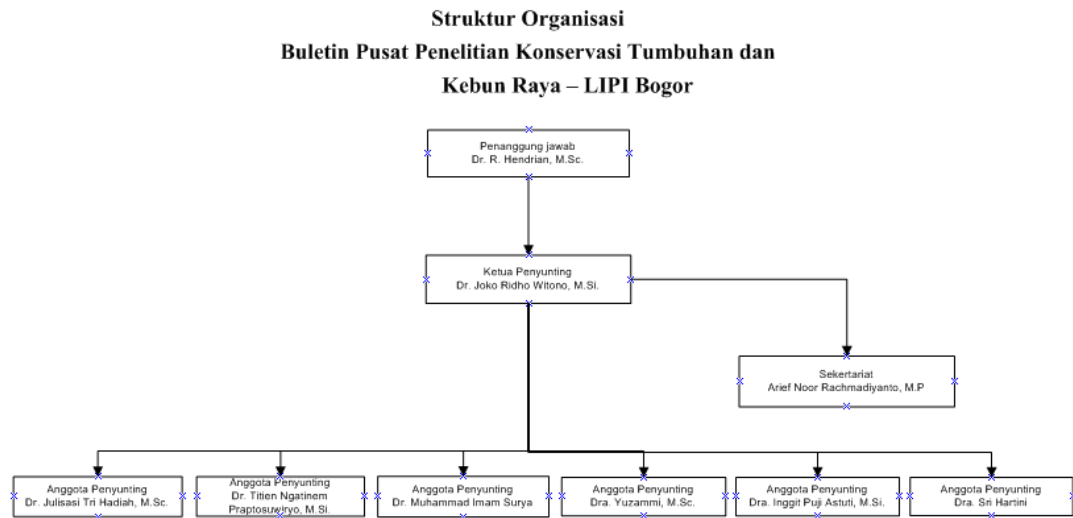 Struktur Organisasi
Buletin Pusat Penelitian Konservasi Tumbuhan dan
Kebun Raya – LIPI Bogor
Penanggung jawab
Dr. R. Hendrian, M.Sc.
Ketua Penyunting
Dr. Joko Ridho Witono, M.Si.
Sekertariat
Arief Noor Rachmadiyanto, M.P
Anggota Penyunting
Dr. Julisasi Tri Hadiah, M.Sc.
Anggota Penyunting
Dr. Titien Ngatinem
Praptosuwiryo, M.Si.
Anggota Penyunting
Dr. Muhammad Imam Surya
Anggota Penyunting
Dra. Yuzammi, M.Sc.
Anggota Penyunting
Dra. Inggit Puji Astuti, M.Si.
Anggota Penyunting
Dra. Sri Hartini